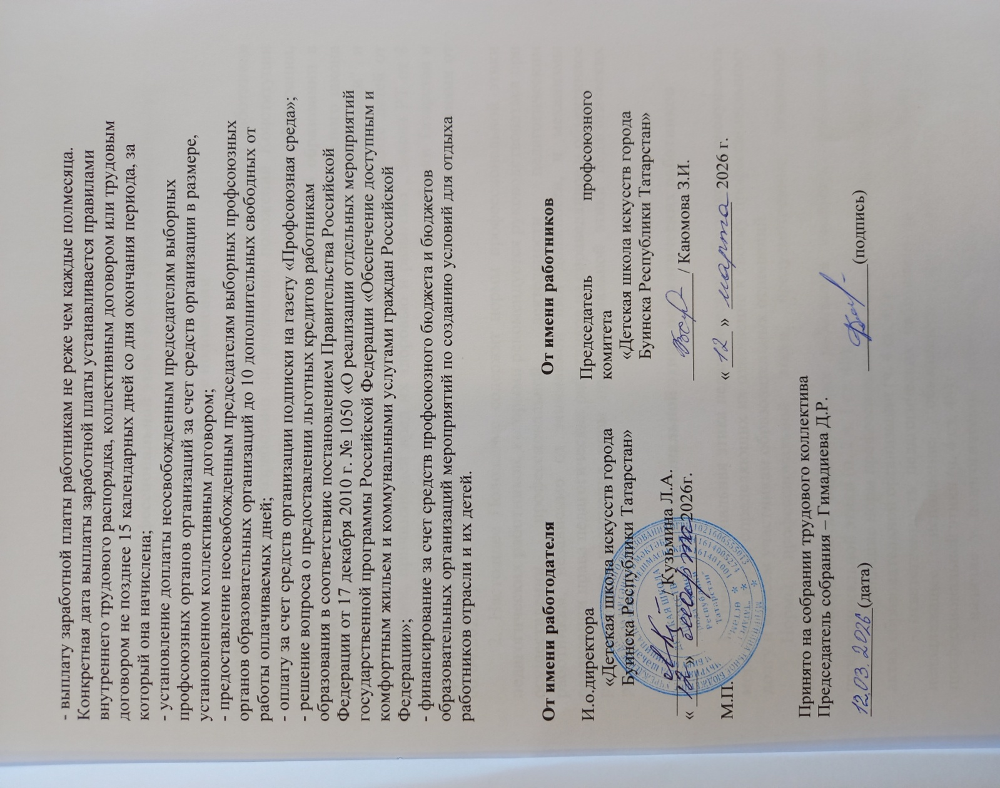 - выплату заработной платы работникам не реже чем каждые полмесяца.
Конкретная дата выплаты заработной платы устанавливается правилами
внутреннего трудового распорядка, коллективным договором или трудовым
договором не позднее 15 календарных дней со дня окончания периода, за
который она начислена;
- установление доплаты неосвобожденным председателям выборных
профсоюзных органов организаций за счет средств организации в размере,
установленном коллективным договором;
- предоставление неосвобожденным председателям выборных профсоюзных
органов образовательных организаций до 10 дополнительных свободных от
работы оплачиваемых дней;
- оплату за счет средств организации подписки на газету «Профсоюзная среда»;
- решение вопроса о предоставлении льготных кредитов работникам
образования в соответствиис постановлением Правительства Российской
Федерации от 17 декабря 2010 г. № 1050 «О реализации отдельных мероприятий
государственной программы Российской Федерации «Обеспечение доступным и
комфортным жильем и коммунальными услугами граждан Российской
Федерации»;
- финансирование за счет средств профсоюзного бюджета и бюджетов
образовательных организаций мероприятий по созданию условий для отдыха
работников отрасли и их детей.
От имени работодателя
И.о.директора
«Детская школа искусств города
Буинска Республики Татарстан»
/ Кузьмина Л.А.
« 12 » марта 2026г.
М.П.
От имени работников
Председатель профсоюзного
комитета
«Детская школа искусств города
Буинска Республики Татарстан»
/ Каюмова З.И.
« 12 » марта 2026 г.
Принято на собрании трудового коллектива
Председатель собрания – Гимадиева Д.Р.
12.03.2026 (дата) (подпись)